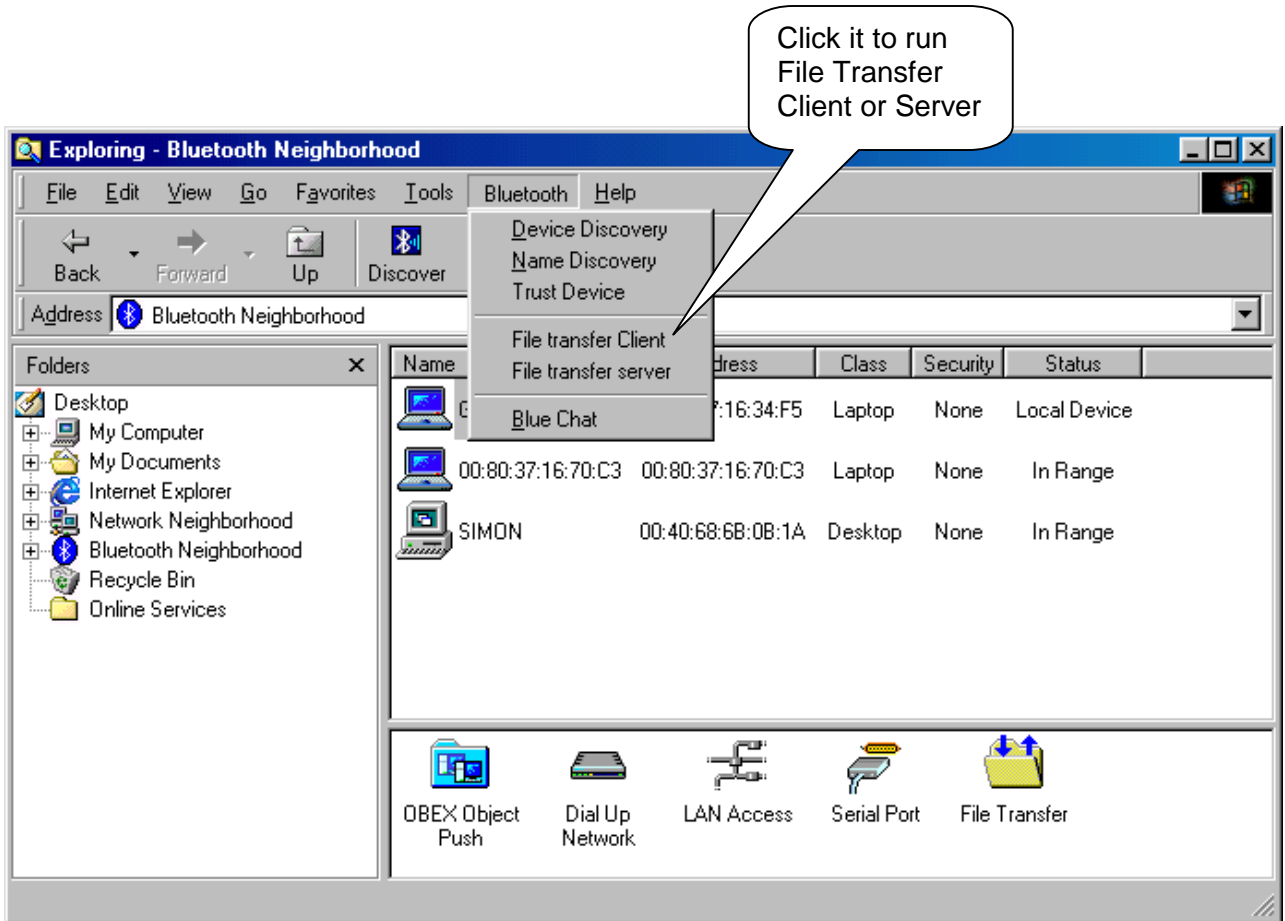 Click it to run
File Transfer
Client or Server
Exploring - Bluetooth Neighborhood
File Edit View Go Favorites Tools Bluetooth Help
Device Discovery
Name Discovery
Trust Device
File transfer Client
File transfer server
Blue Chat
Back Forward Up Discover
Address Bluetooth Neighborhood
Folders
Desktop
My Computer
My Documents
Internet Explorer
Network Neighborhood
Bluetooth Neighborhood
Recycle Bin
Online Services
Name Class Security Status
:16:34:F5 Laptop None Local Device
00:80:37:16:70:C3 00:80:37:16:70:C3 Laptop None In Range
SIMON 00:40:68:6B:0B:1A Desktop None In Range
OBEX Object Push
Dial Up Network
LAN Access
Serial Port
File Transfer